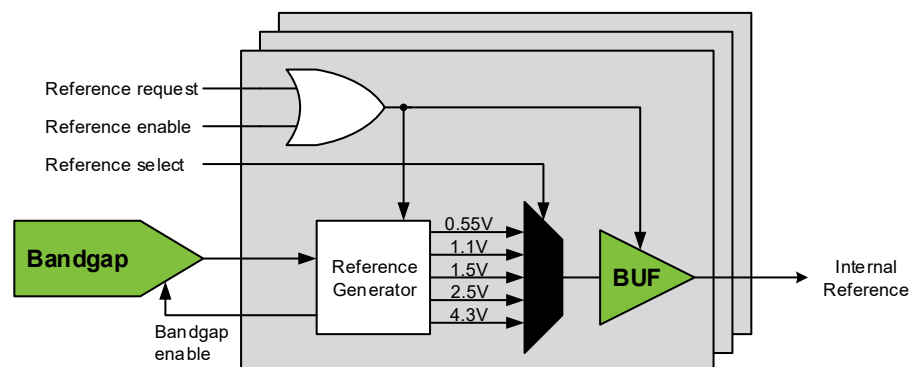 Reference request
Reference enable
Reference select
Bandgap
Reference
Generator
0.55V
1.1V
1.5V
2.5V
4.3V
BUF
Internal
Reference
Bandgap
enable